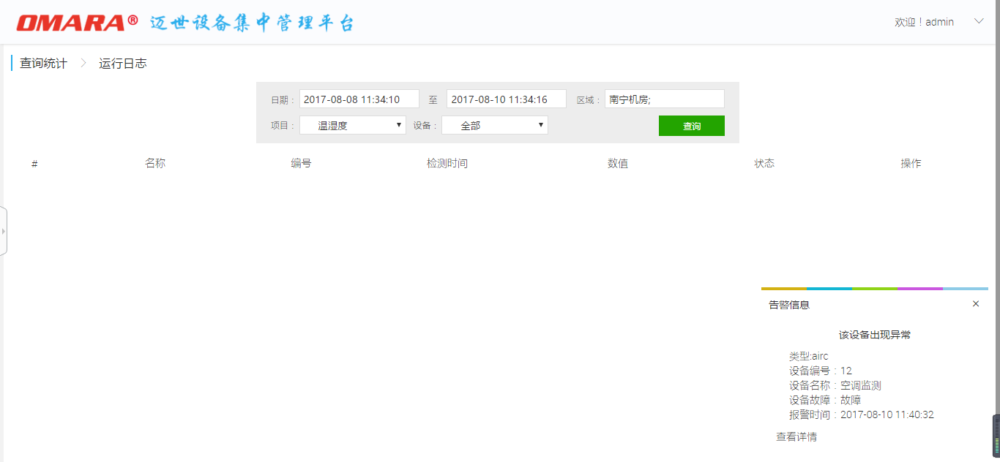 OMARA® 迈世设备集中管理平台
欢迎！admin
查询统计 > 运行日志
日期： 2017-08-08 11:34:10 至 2017-08-10 11:34:16 区域： 南宁机房;
项目： 温湿度 设备： 全部 查询
# 名称 编号 检测时间 数值 状态 操作
告警信息 ×
该设备出现异常
类型:airc
设备编号：12
设备名称：空调监测
设备故障：故障
报警时间：2017-08-10 11:40:32
查看详情